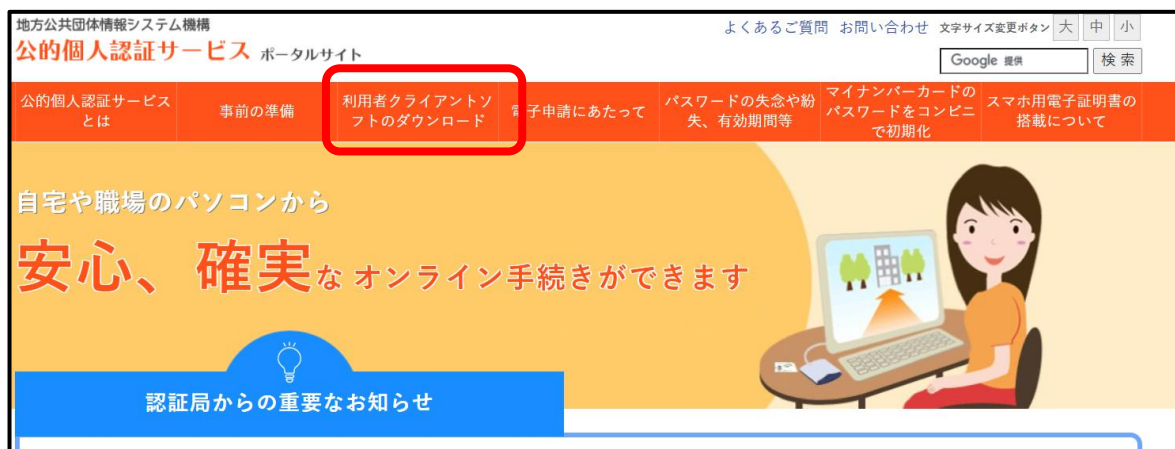 地方公共団体情報システム機構
公的個人認証サービス ポータルサイト
よくあるご質問 お問い合わせ 文字サイズ変更ボタン 大 中 小
Google 提供 検索
公的個人認証サービス
とは
事前の準備
利用者クライアントソ
フトのダウンロード
電子申請にあたって
パスワードの失念や紛
失、有効期間等
マイナンバーカードの
パスワードをコンビニ
で初期化
スマホ用電子証明書の
搭載について
自宅や職場のパソコンから
安心、確実な オンライン手続きができます
認証局からの重要なお知らせ